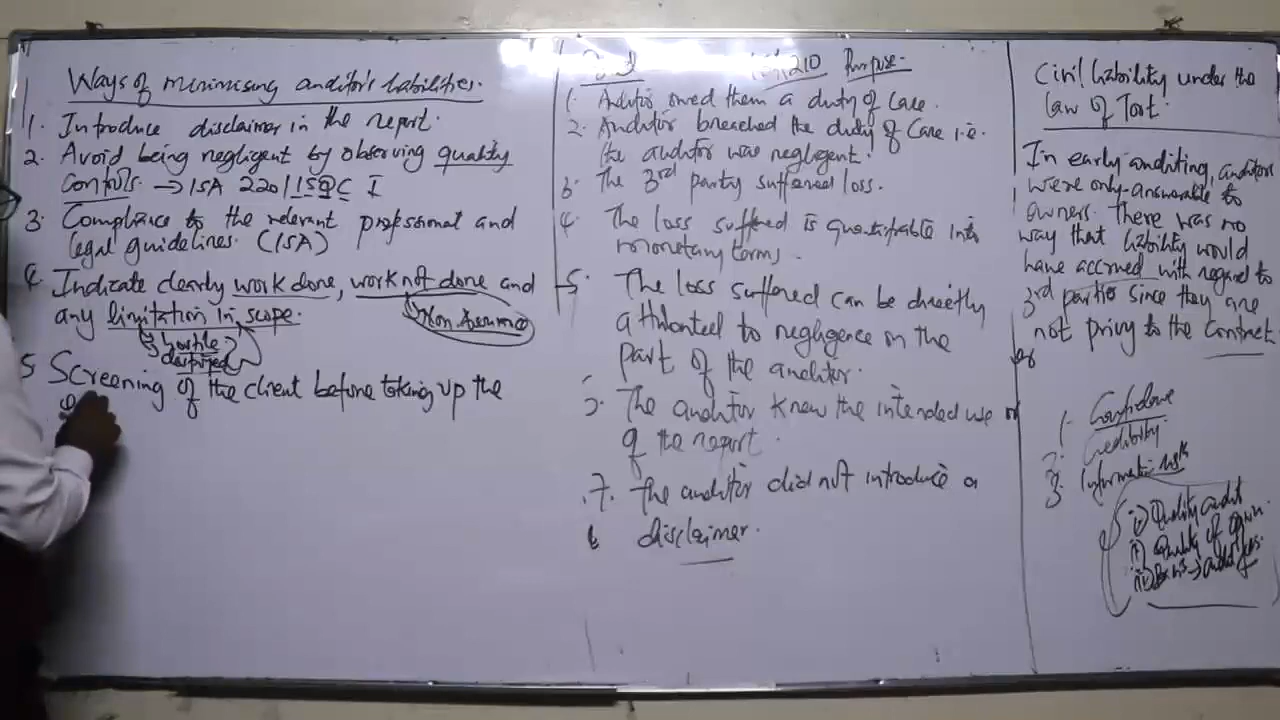 Ways of minimising auditor's liabilities.
1. Introduce disclaimer in the report.
2. Avoid being negligent by observing quality
controls. → ISA 220 / ISQC I
3. Compliance to the relevant professional and
legal guidelines. (ISA)
4. Indicate clearly work done, work not done and
any limitation in scope.
Non Assurance
hostile
5 Screening of the client before taking up the
210 Purpose.
1. Auditor owed them a duty of care.
2. Auditor breached the duty of Care i.e.
the auditor was negligent.
3. The 3rd party suffered loss.
4 The loss suffered is quantifiable into
monetary terms.
5. The loss suffered can be directly
attributed to negligence on the
part of the auditor.
The auditor knew the intended use
of the report.
7. The auditor did not introduce a
disclaimer.
Civil liability under the
law of Tort.
In early auditing, auditors
were only answerable to
owners. There was no
way that liability would
have accrued with regard to
3rd parties since they are
not privy to the contract
1. Confidence
2. Credibility.
3. Information risk
i) Quality audit
ii) Quality of
iii) → audit